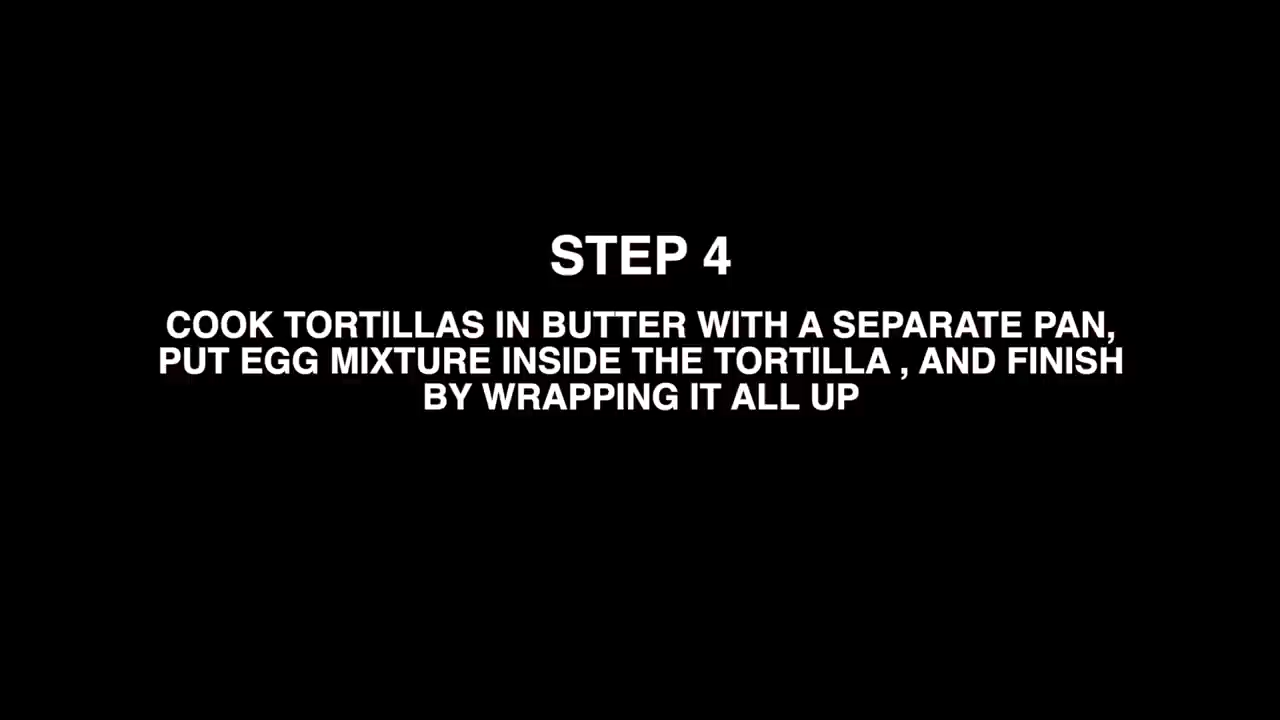 STEP 4
COOK TORTILLAS IN BUTTER WITH A SEPARATE PAN,
PUT EGG MIXTURE INSIDE THE TORTILLA , AND FINISH
BY WRAPPING IT ALL UP